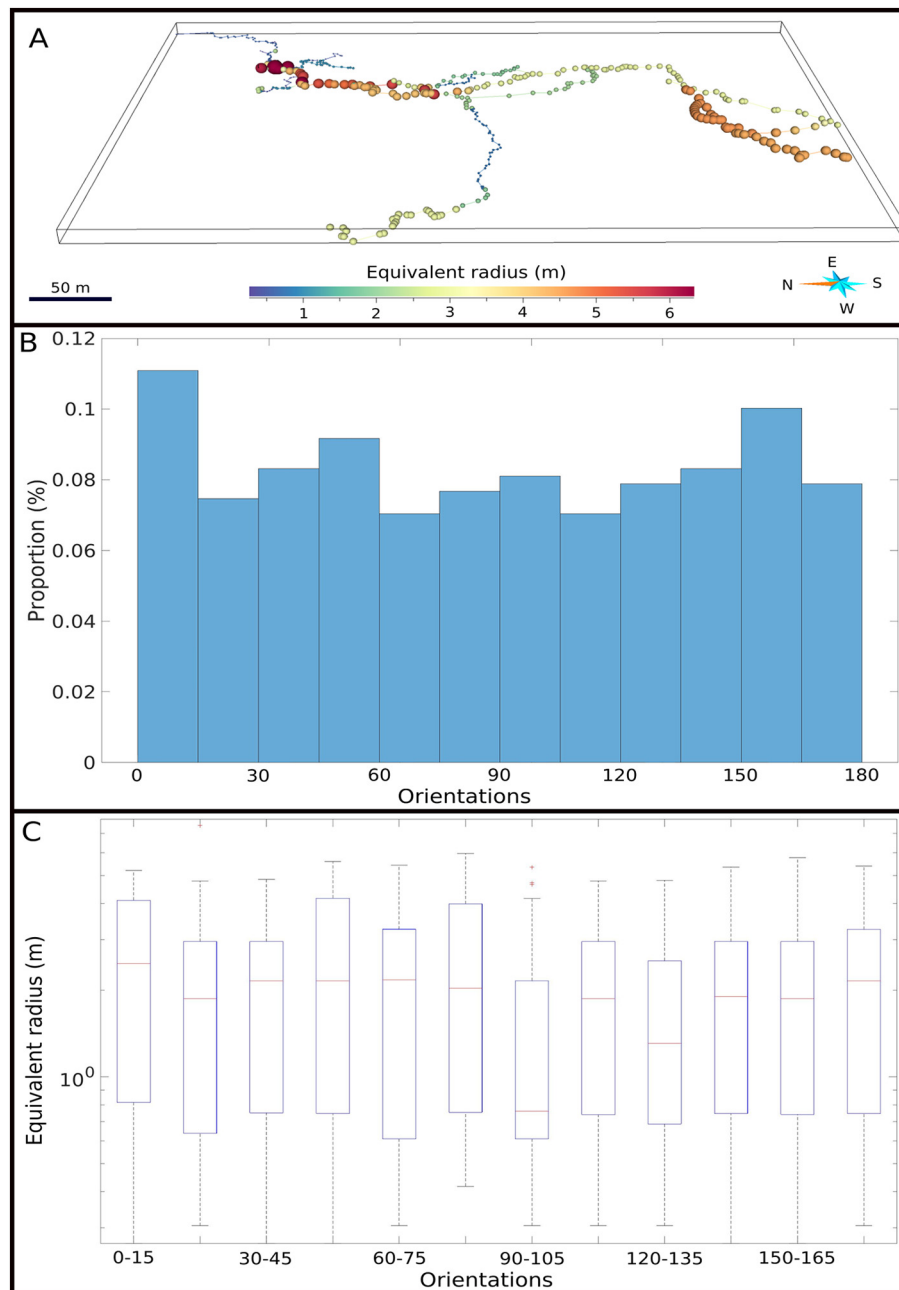 A
Equivalent radius (m)
1 2 3 4 5 6
50 m
E
N S
W
B
0.12
0.1
0.08
0.06
0.04
0.02
0
Proportion (%)
0 30 60 90 120 150 180
Orientations
C
Equivalent radius (m)
10^0
0-15 30-45 60-75 90-105 120-135 150-165
Orientations